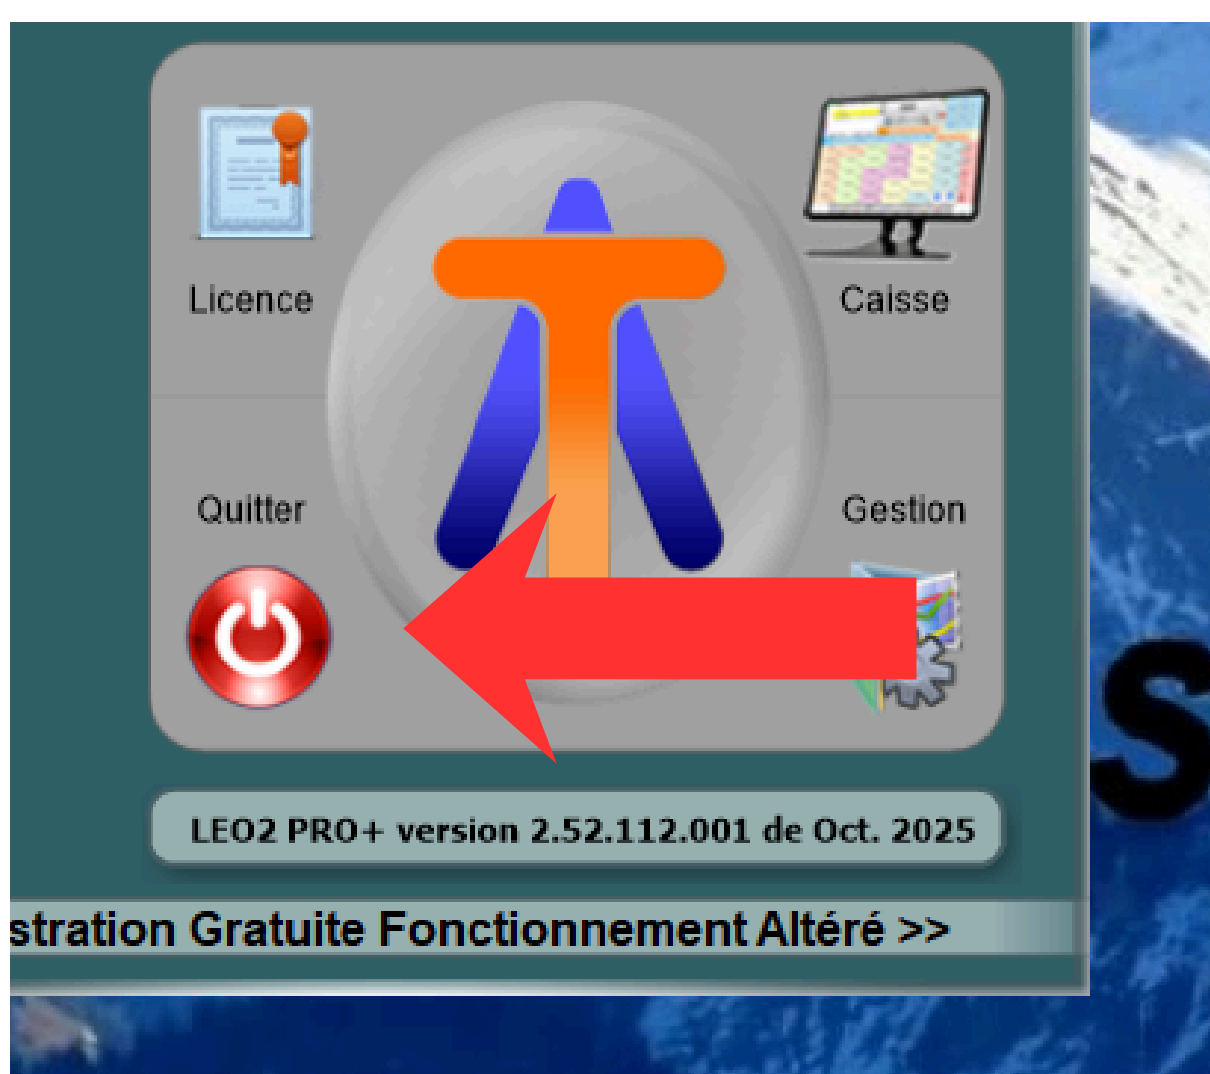 Licence
Caisse
Quitter
Gestion
LEO2 PRO+ version 2.52.112.001 de Oct. 2025
stration Gratuite Fonctionnement Altéré >>
S